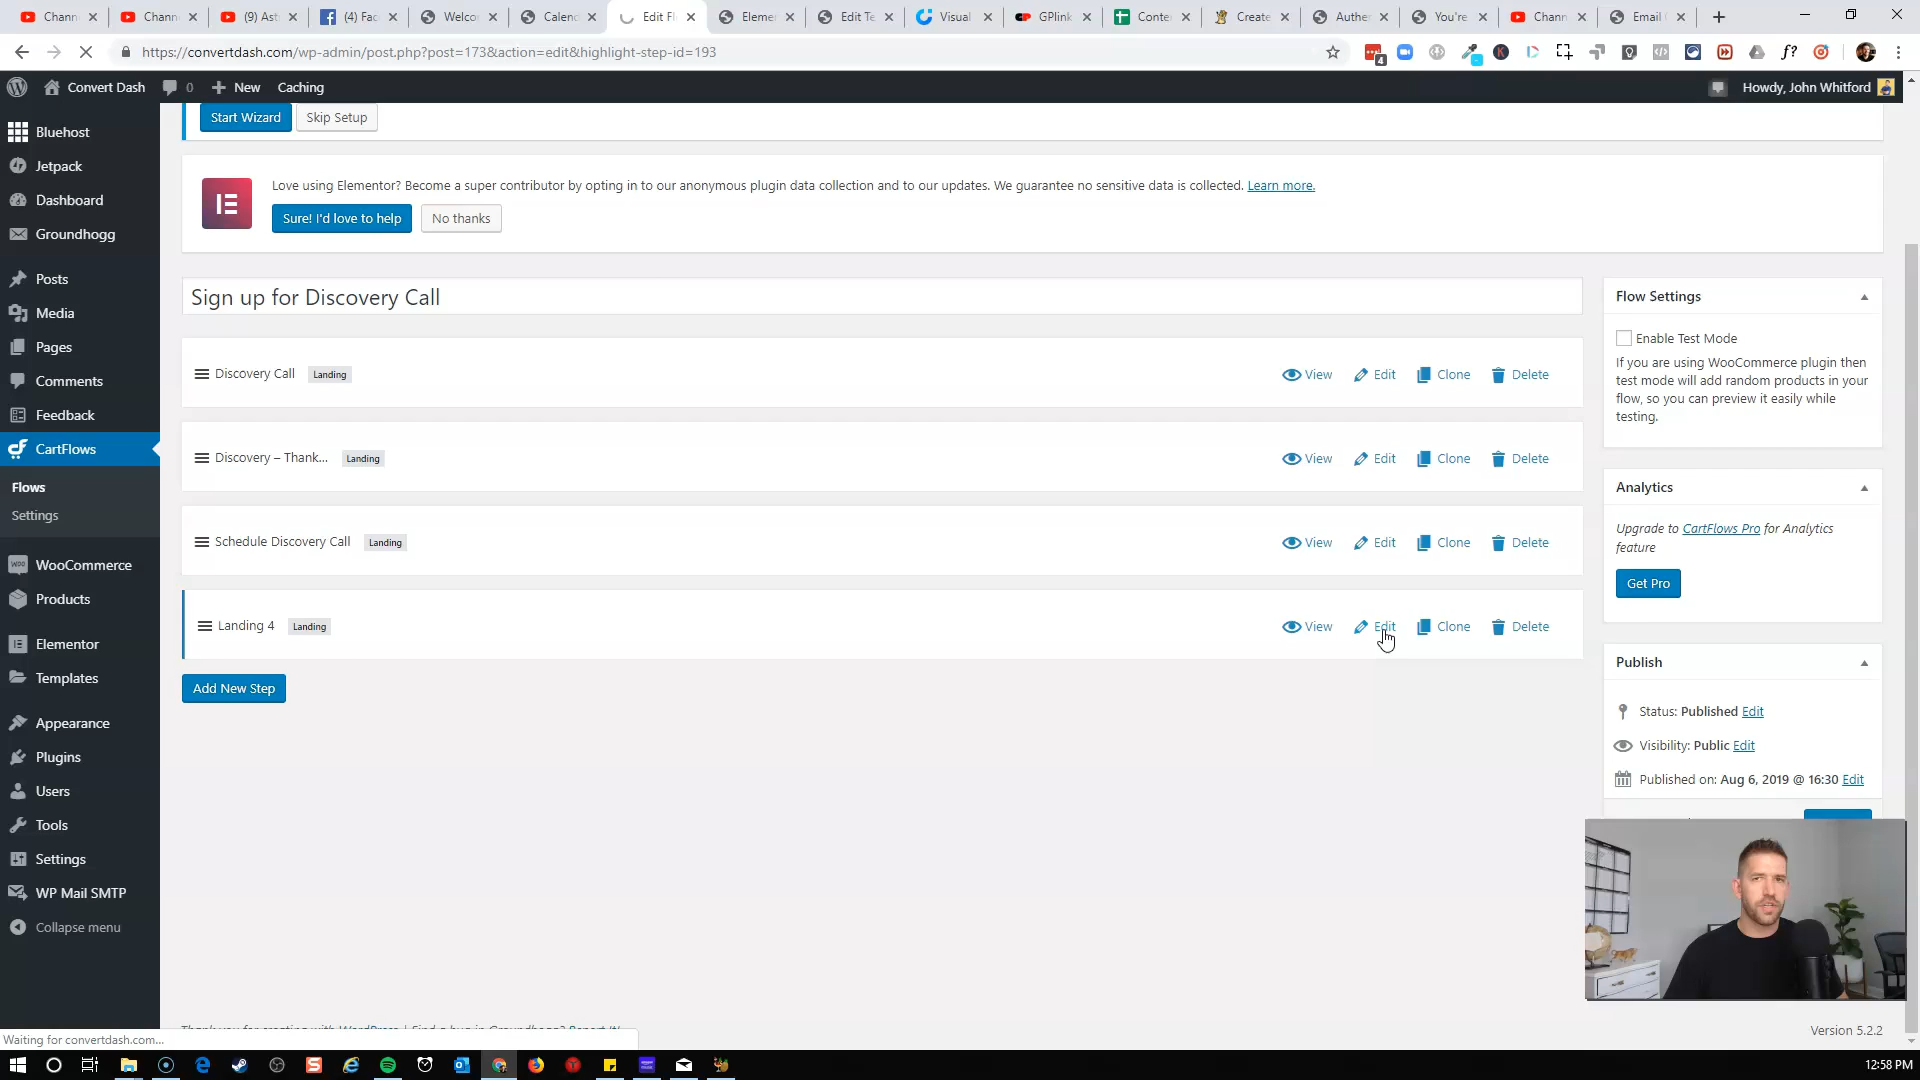 Chann
Chann
(9) Ast
(4) Fac
Welco
Calend
Edit Fl
Eleme
Edit Te
Visual
GPlink
Conte
Create
Authe
You're
Chann
Email
https://convertdash.com/wp-admin/post.php?post=173&action=edit&highlight-step-id=193
4
f?
Convert Dash
0
New
Caching
Howdy, John Whitford
Start Wizard
Skip Setup
Bluehost
Jetpack
Dashboard
Groundhogg
Posts
Media
Pages
Comments
Feedback
CartFlows
Flows
Settings
WooCommerce
Products
Elementor
Templates
Appearance
Plugins
Users
Tools
Settings
WP Mail SMTP
Collapse menu
Love using Elementor? Become a super contributor by opting in to our anonymous plugin data collection and to our updates. We guarantee no sensitive data is collected. Learn more.
Sure! I'd love to help
No thanks
Sign up for Discovery Call
Discovery Call Landing View Edit Clone Delete
Discovery – Thank... Landing View Edit Clone Delete
Schedule Discovery Call Landing View Edit Clone Delete
Landing 4 Landing View Edit Clone Delete
Add New Step
Flow Settings
Enable Test Mode
If you are using WooCommerce plugin then
test mode will add random products in your
flow, so you can preview it easily while
testing.
Analytics
Upgrade to CartFlows Pro for Analytics
feature
Get Pro
Publish
Status: Published Edit
Visibility: Public Edit
Published on: Aug 6, 2019 @ 16:30 Edit
Thank you for creating with WordPress | Find a bug in Groundhogg? Report It!
Version 5.2.2
Waiting for convertdash.com...
12:58 PM